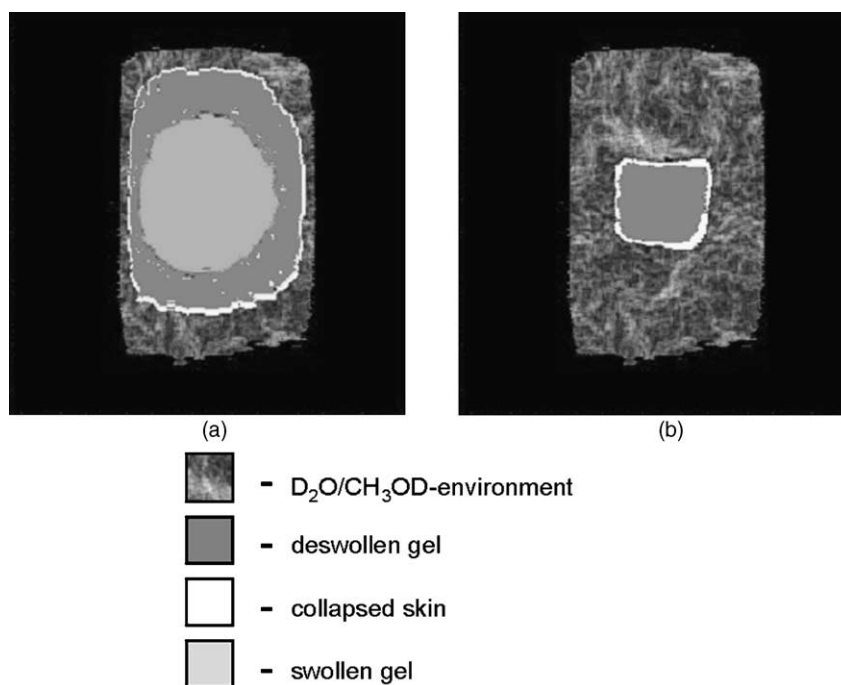 (a)
(b)
- D₂O/CH₃OD-environment
- deswollen gel
- collapsed skin
- swollen gel